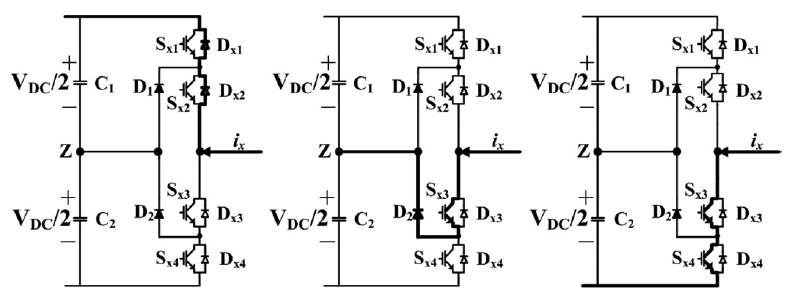 Sx1 Dx1
VDC/2 C1 D1 Sx2 Dx2
Z ix
VDC/2 C2 D2 Sx3 Dx3
Sx4 Dx4
Sx1 Dx1
VDC/2 C1 D1 Sx2 Dx2
Z ix
VDC/2 C2 D2 Sx3 Dx3
Sx4 Dx4
Sx1 Dx1
VDC/2 C1 D1 Sx2 Dx2
Z ix
VDC/2 C2 D2 Sx3 Dx3
Sx4 Dx4